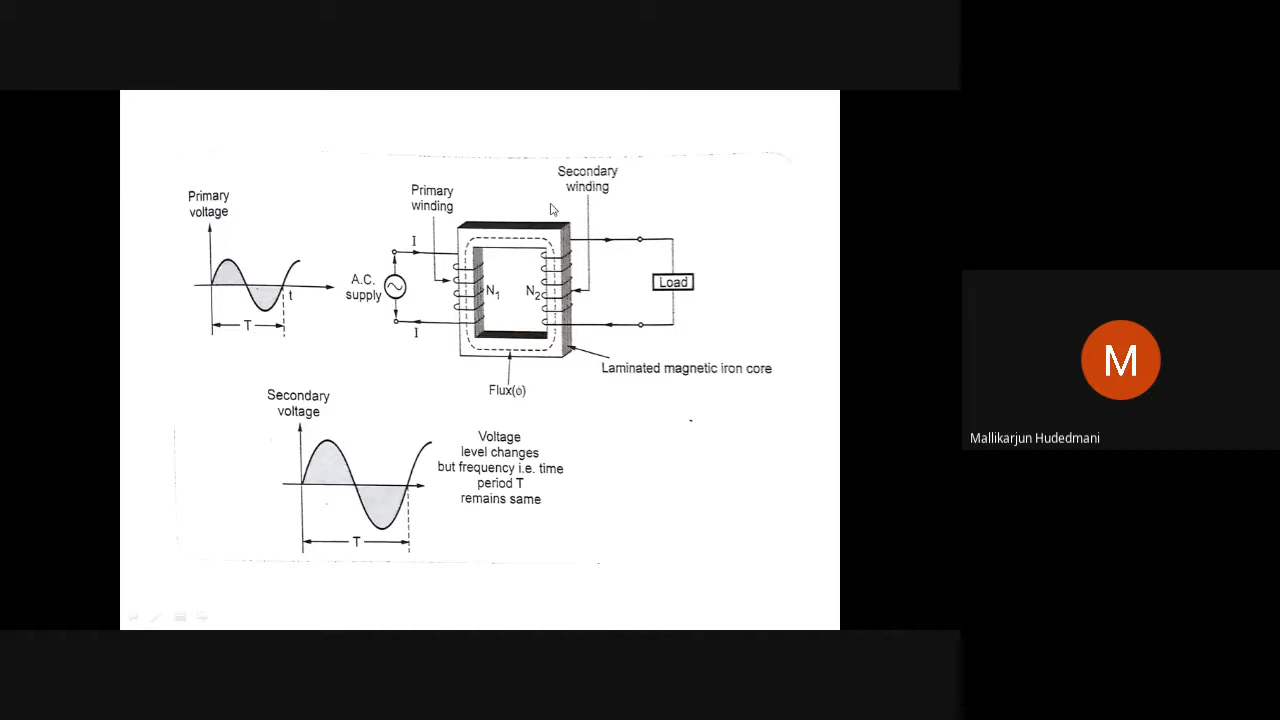 Primary
voltage
t
T
Primary
winding
Secondary
winding
I
A.C.
supply
N1
N2
Load
I
Laminated magnetic iron core
Flux(φ)
Secondary
voltage
T
Voltage
level changes
but frequency i.e. time
period T
remains same
M
Mallikarjun Hudedmani